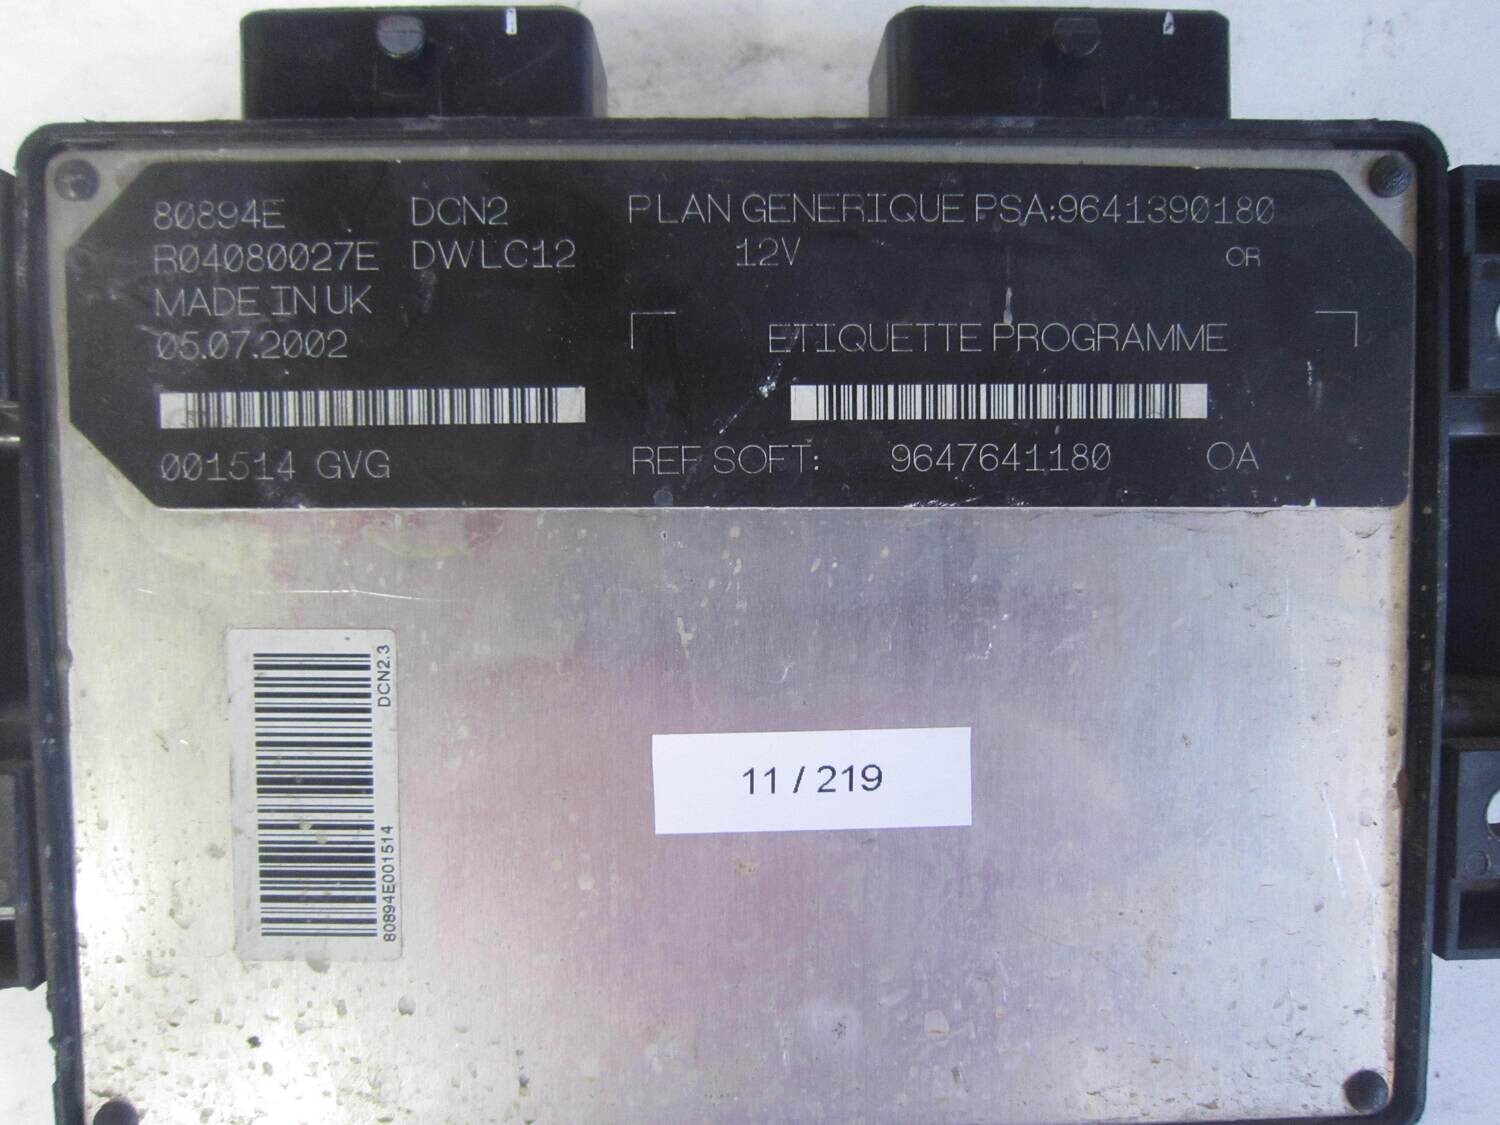 80894E DCN2 PLAN GENERIQUE PSA:9641390180
R04080027E DWLC12 12V OR
MADE IN UK
05.07.2002
ETIQUETTE PROGRAMME
001514 GVG REF SOFT: 9647641180 OA
DCN2.3
80894E001514
11 / 219